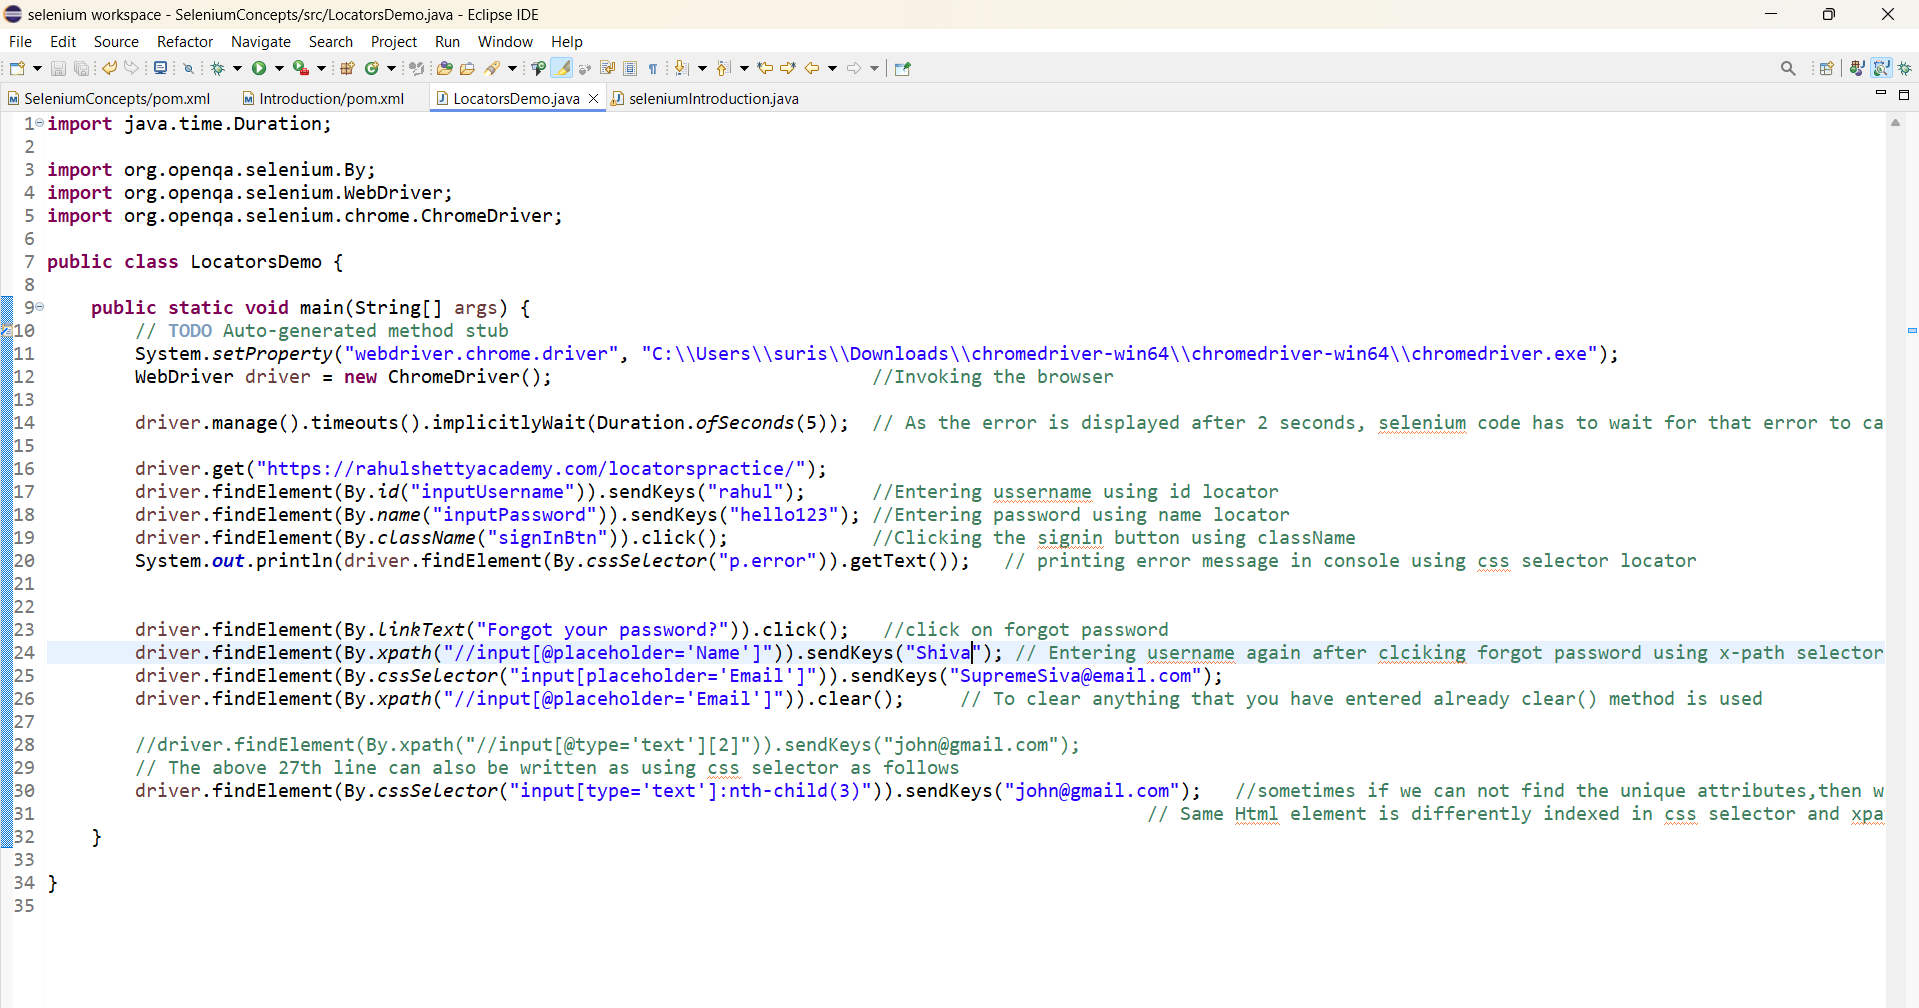 selenium workspace - SeleniumConcepts/src/LocatorsDemo.java - Eclipse IDE
File Edit Source Refactor Navigate Search Project Run Window Help
SeleniumConcepts/pom.xml Introduction/pom.xml LocatorsDemo.java seleniumIntroduction.java
1 import java.time.Duration;
2
3 import org.openqa.selenium.By;
4 import org.openqa.selenium.WebDriver;
5 import org.openqa.selenium.chrome.ChromeDriver;
6
7 public class LocatorsDemo {
8
9 public static void main(String[] args) {
10 // TODO Auto-generated method stub
11 System.setProperty("webdriver.chrome.driver", "C:\\Users\\suris\\Downloads\\chromedriver-win64\\chromedriver-win64\\chromedriver.exe");
12 WebDriver driver = new ChromeDriver(); //Invoking the browser
13
14 driver.manage().timeouts().implicitlyWait(Duration.ofSeconds(5)); // As the error is displayed after 2 seconds, selenium code has to wait for that error to ca
15
16 driver.get("https://rahulshettyacademy.com/locatorspractice/");
17 driver.findElement(By.id("inputUsername")).sendKeys("rahul"); //Entering ussername using id locator
18 driver.findElement(By.name("inputPassword")).sendKeys("hello123"); //Entering password using name locator
19 driver.findElement(By.className("signInBtn")).click(); //Clicking the signin button using className
20 System.out.println(driver.findElement(By.cssSelector("p.error")).getText()); // printing error message in console using css selector locator
21
22
23 driver.findElement(By.linkText("Forgot your password?")).click(); //click on forgot password
24 driver.findElement(By.xpath("//input[@placeholder='Name']")).sendKeys("Shiva"); // Entering username again after clciking forgot password using x-path selector
25 driver.findElement(By.cssSelector("input[placeholder='Email']")).sendKeys("SupremeSiva@email.com");
26 driver.findElement(By.xpath("//input[@placeholder='Email']")).clear(); // To clear anything that you have entered already clear() method is used
27
28 //driver.findElement(By.xpath("//input[@type='text'][2]")).sendKeys("john@gmail.com");
29 // The above 27th line can also be written as using css selector as follows
30 driver.findElement(By.cssSelector("input[type='text']:nth-child(3)")).sendKeys("john@gmail.com"); //sometimes if we can not find the unique attributes,then w
31 // Same Html element is differently indexed in css selector and xpa
32 }
33
34 }
35